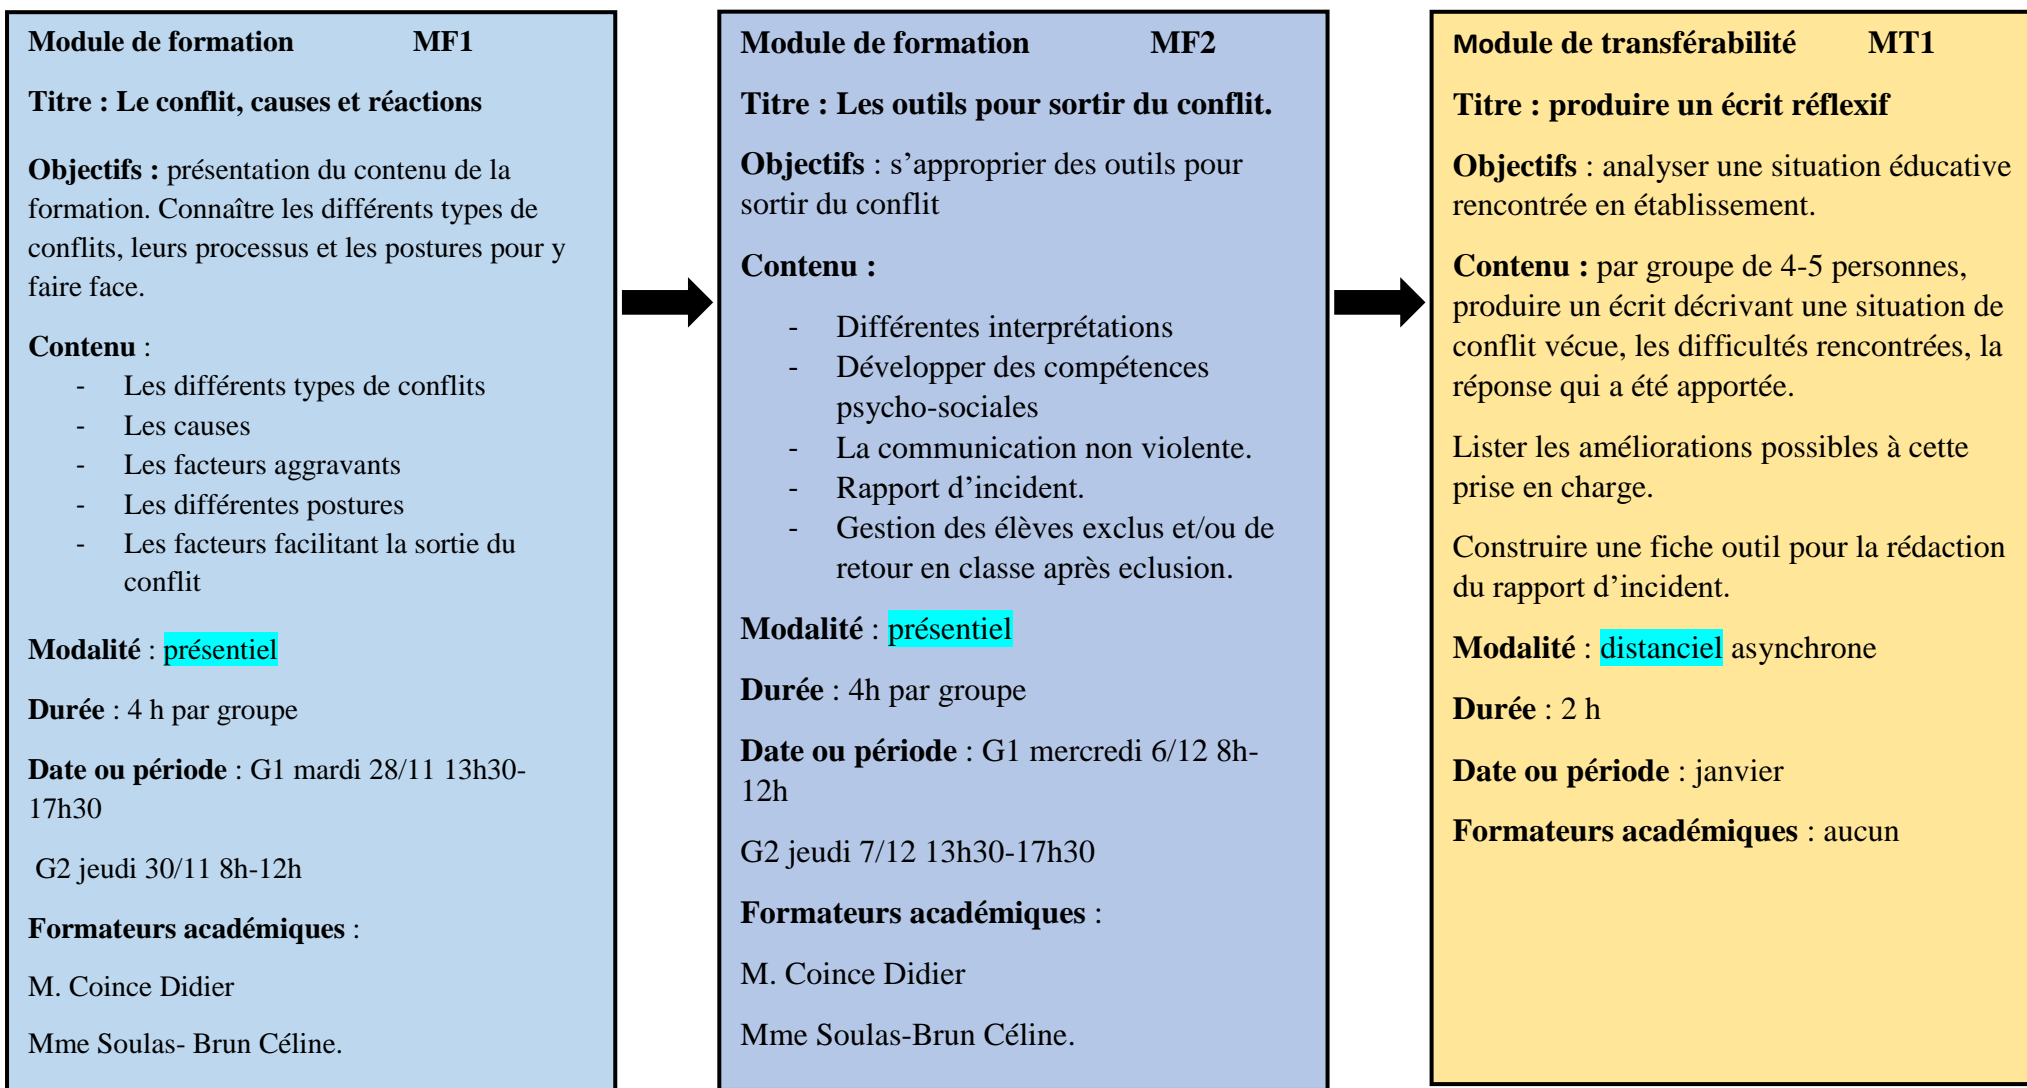 Module de formation MF1
Titre : Le conflit, causes et réactions
Objectifs : présentation du contenu de la
formation. Connaître les différents types de
conflits, leurs processus et les postures pour y
faire face.
Contenu :
- Les différents types de conflits
- Les causes
- Les facteurs aggravants
- Les différentes postures
- Les facteurs facilitant la sortie du
conflit
Modalité : présentiel
Durée : 4 h par groupe
Date ou période : G1 mardi 28/11 13h30-
17h30
G2 jeudi 30/11 8h-12h
Formateurs académiques :
M. Coince Didier
Mme Soulas- Brun Céline.
Module de formation MF2
Titre : Les outils pour sortir du conflit.
Objectifs : s’approprier des outils pour
sortir du conflit
Contenu :
- Différentes interprétations
- Développer des compétences
psycho-sociales
- La communication non violente.
- Rapport d’incident.
- Gestion des élèves exclus et/ou de
retour en classe après eclusion.
Modalité : présentiel
Durée : 4h par groupe
Date ou période : G1 mercredi 6/12 8h-
12h
G2 jeudi 7/12 13h30-17h30
Formateurs académiques :
M. Coince Didier
Mme Soulas-Brun Céline.
Module de transférabilité MT1
Titre : produire un écrit réflexif
Objectifs : analyser une situation éducative
rencontrée en établissement.
Contenu : par groupe de 4-5 personnes,
produire un écrit décrivant une situation de
conflit vécue, les difficultés rencontrées, la
réponse qui a été apportée.
Lister les améliorations possibles à cette
prise en charge.
Construire une fiche outil pour la rédaction
du rapport d’incident.
Modalité : distanciel asynchrone
Durée : 2 h
Date ou période : janvier
Formateurs académiques : aucun